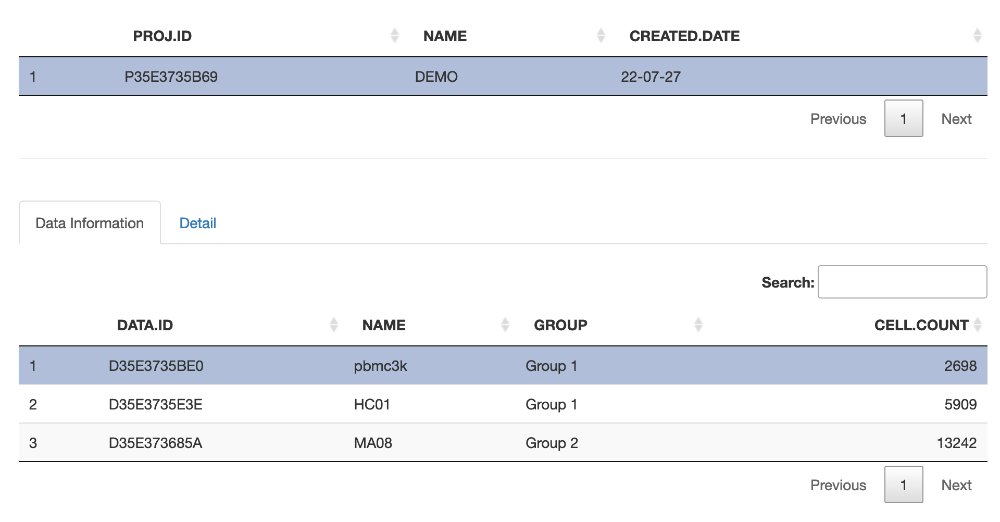 PROJ.ID NAME CREATED.DATE
1 P35E3735B69 DEMO 22-07-27
Previous 1 Next
Data Information Detail
Search:
DATA.ID NAME GROUP CELL.COUNT
1 D35E3735BE0 pbmc3k Group 1 2698
2 D35E3735E3E HC01 Group 1 5909
3 D35E373685A MA08 Group 2 13242
Previous 1 Next